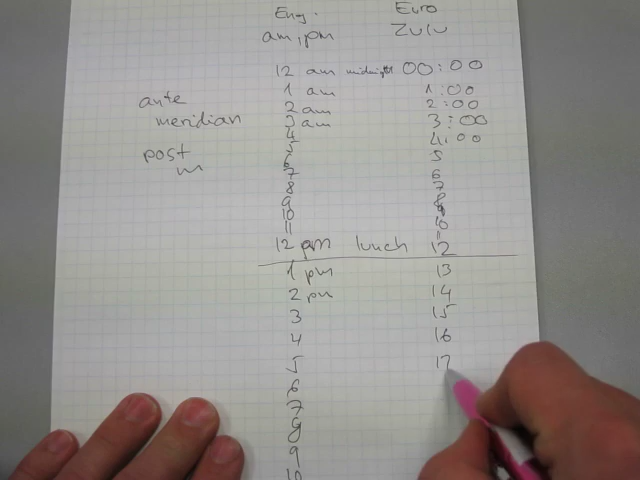 Eng. Euro
am, pm Zulu
12 am midnight 00:00
1 am 1:00
ante 2 am 2:00
meridian 3 am 3:00
4 4:00
post 5 5
m 6 6
7 7
8 8
9 9
10 10
11 11
12 pm lunch 12
1 pm 13
2 pm 14
3 15
4 16
5 17
6
7
8
9
10